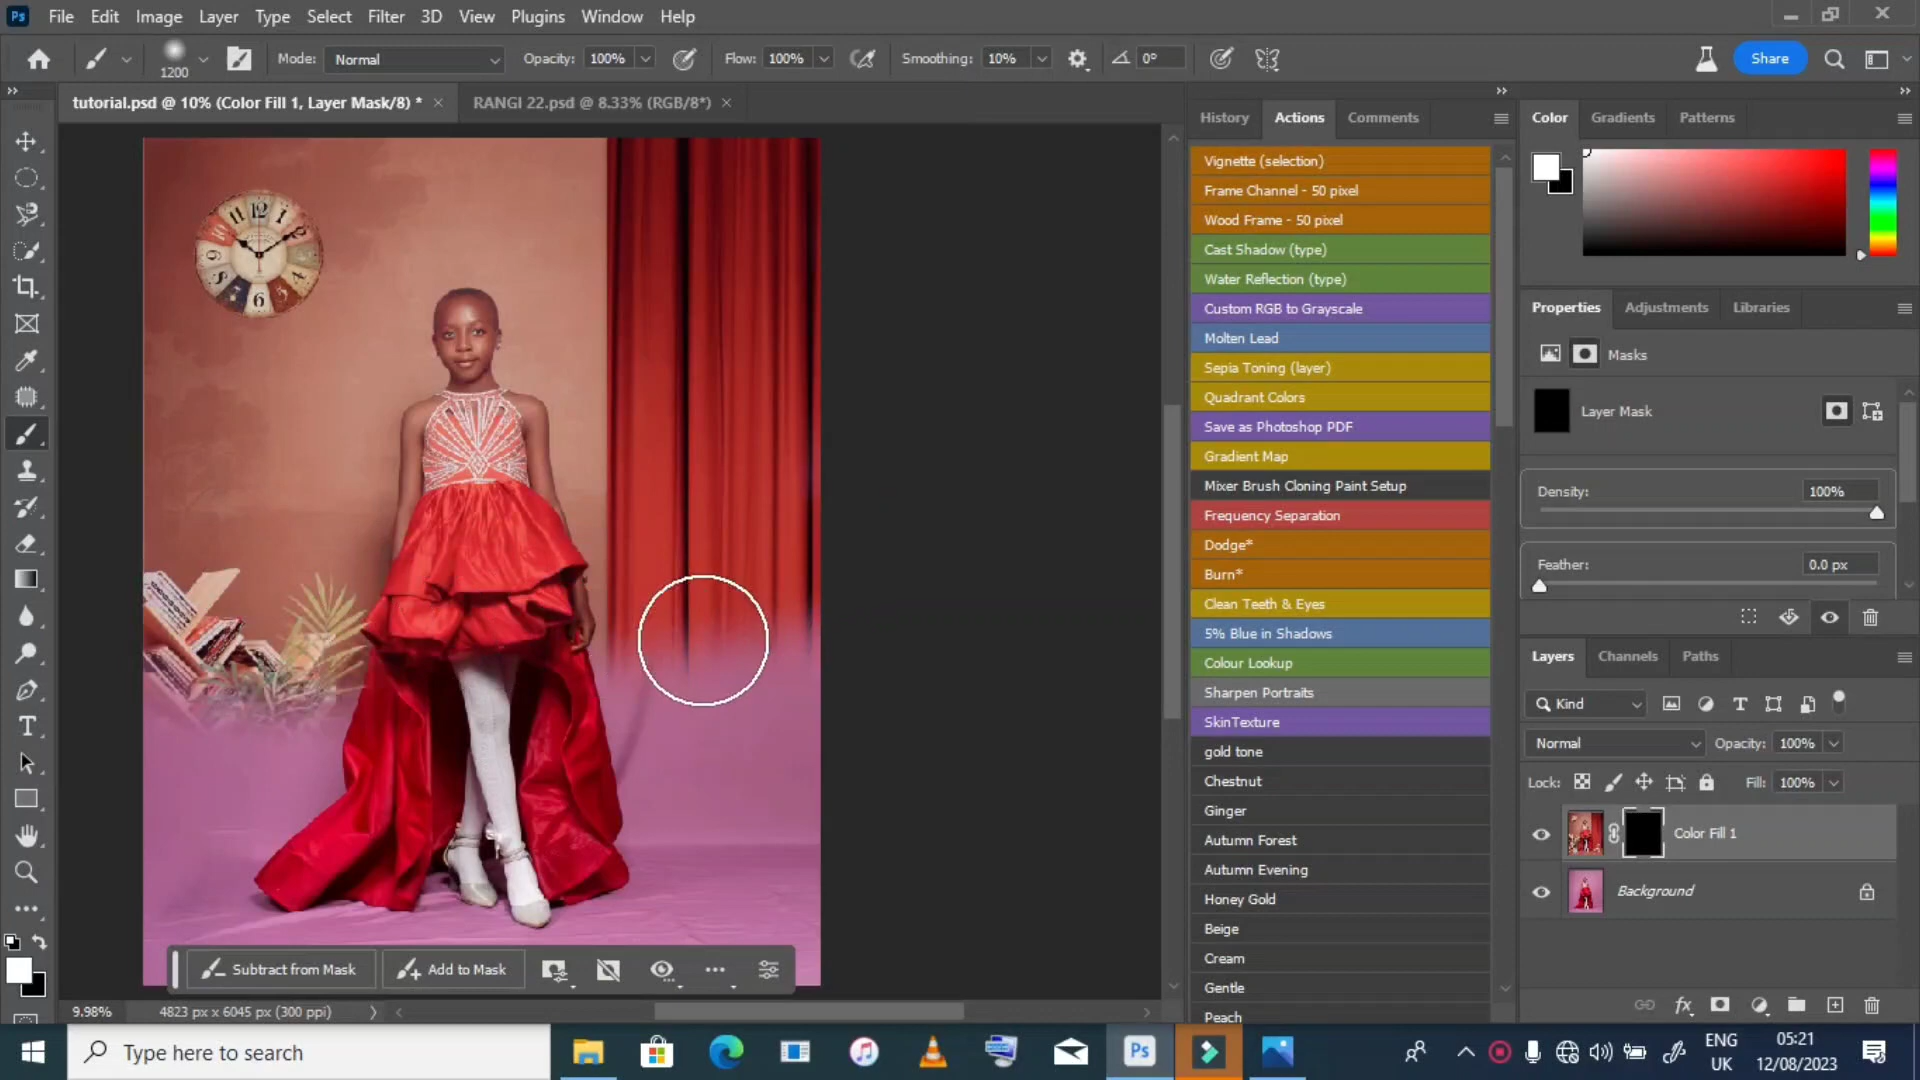 Ps File Edit Image Layer Type Select Filter 3D View Plugins Window Help
1200 Mode: Normal Opacity: 100% Flow: 100% Smoothing: 10% 0° Share
tutorial.psd @ 10% (Color Fill 1, Layer Mask/8) * RANGI 22.psd @ 8.33% (RGB/8*)
History Actions Comments
Vignette (selection)
Frame Channel - 50 pixel
Wood Frame - 50 pixel
Cast Shadow (type)
Water Reflection (type)
Custom RGB to Grayscale
Molten Lead
Sepia Toning (layer)
Quadrant Colors
Save as Photoshop PDF
Gradient Map
Mixer Brush Cloning Paint Setup
Frequency Separation
Dodge*
Burn*
Clean Teeth & Eyes
5% Blue in Shadows
Colour Lookup
Sharpen Portraits
SkinTexture
gold tone
Chestnut
Ginger
Autumn Forest
Autumn Evening
Honey Gold
Beige
Cream
Gentle
Peach
Color Gradients Patterns
Properties Adjustments Libraries
Masks
Layer Mask
Density: 100%
Feather: 0.0 px
Layers Channels Paths
Kind
Normal Opacity: 100%
Lock: Fill: 100%
Color Fill 1
Background
11 12 1
10
9
8
6
Subtract from Mask Add to Mask
9.98% 4823 px x 6045 px (300 ppi)
Type here to search
Ps
ENG
UK
05:21
12/08/2023